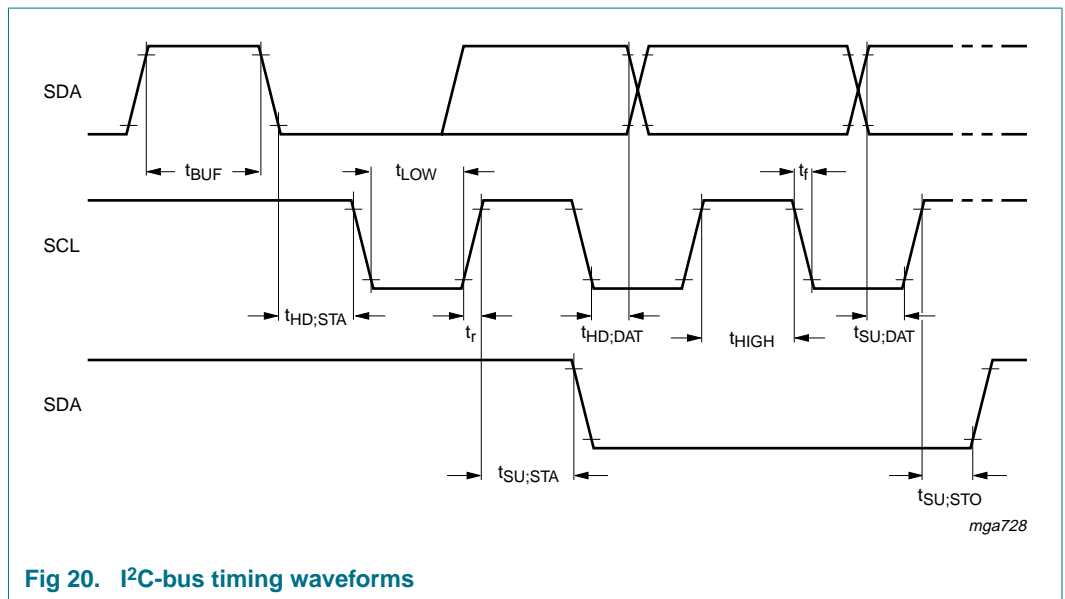 SDA
tBUF
tLOW
tf
SCL
tHD;STA
tr
tHD;DAT
tHIGH
tSU;DAT
SDA
tSU;STA
tSU;STO
mga728
Fig 20. I²C-bus timing waveforms